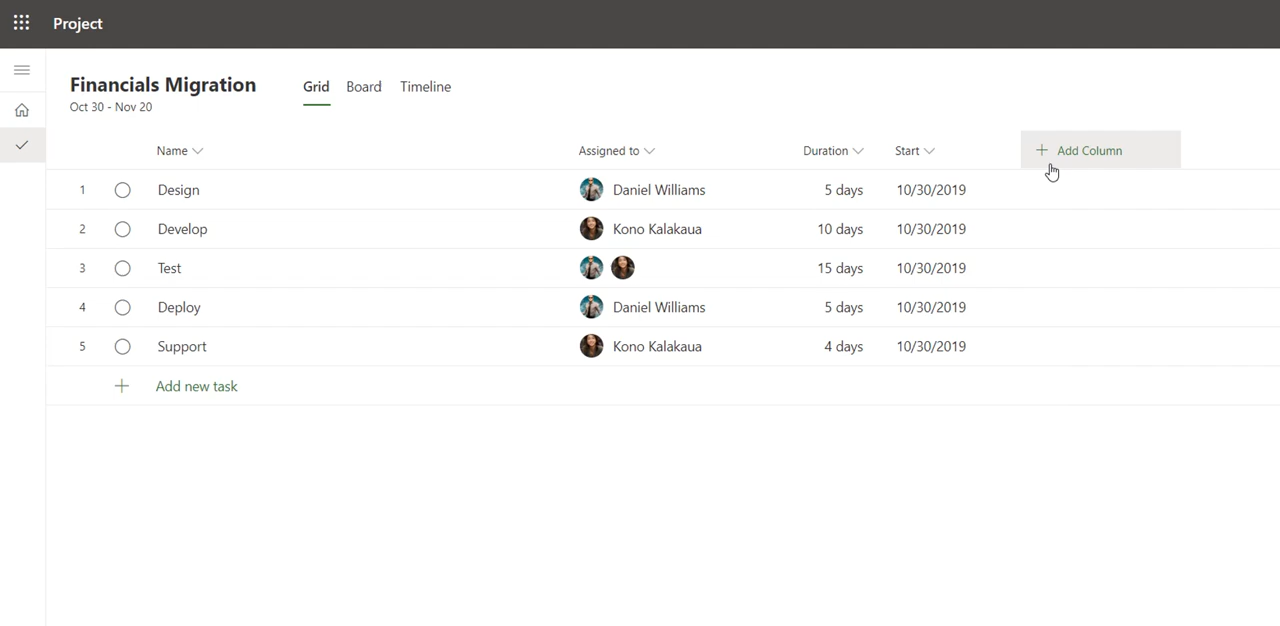 Project
Financials Migration
Oct 30 - Nov 20
Grid Board Timeline
Name Assigned to Duration Start Add Column
1 Design Daniel Williams 5 days 10/30/2019
2 Develop Kono Kalakaua 10 days 10/30/2019
3 Test 15 days 10/30/2019
4 Deploy Daniel Williams 5 days 10/30/2019
5 Support Kono Kalakaua 4 days 10/30/2019
Add new task